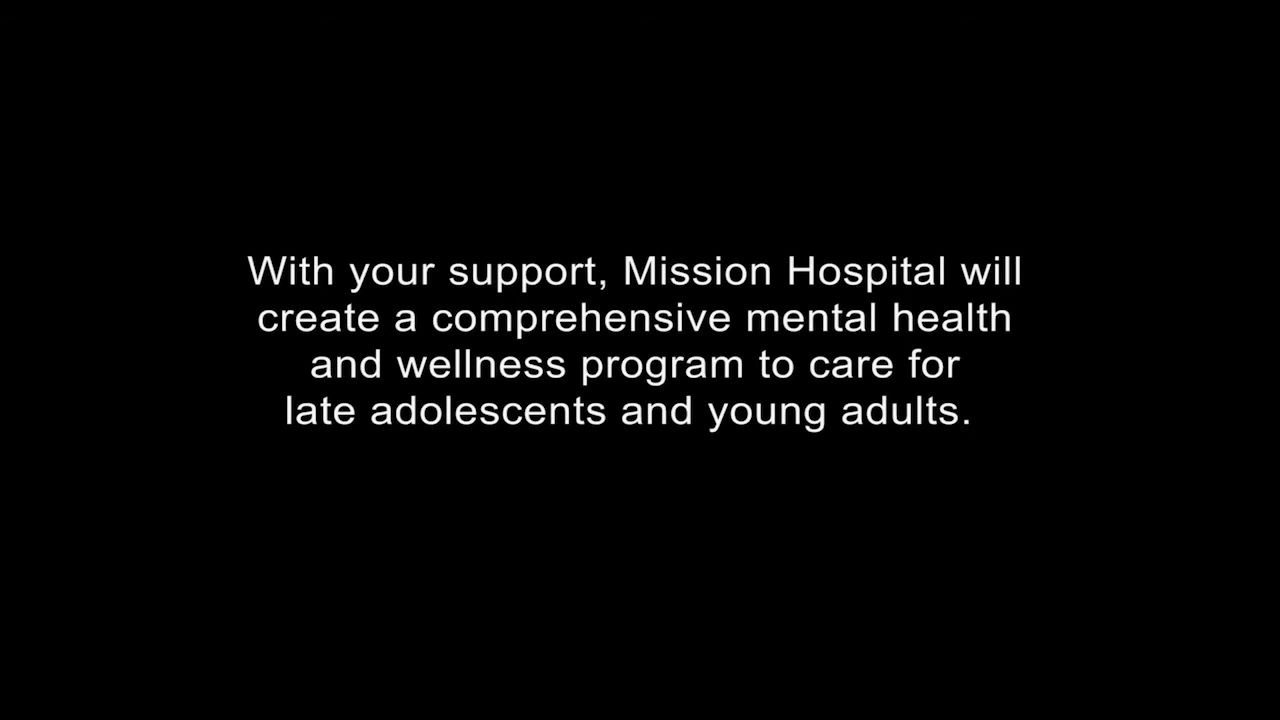 With your support, Mission Hospital will
create a comprehensive mental health
and wellness program to care for
late adolescents and young adults.